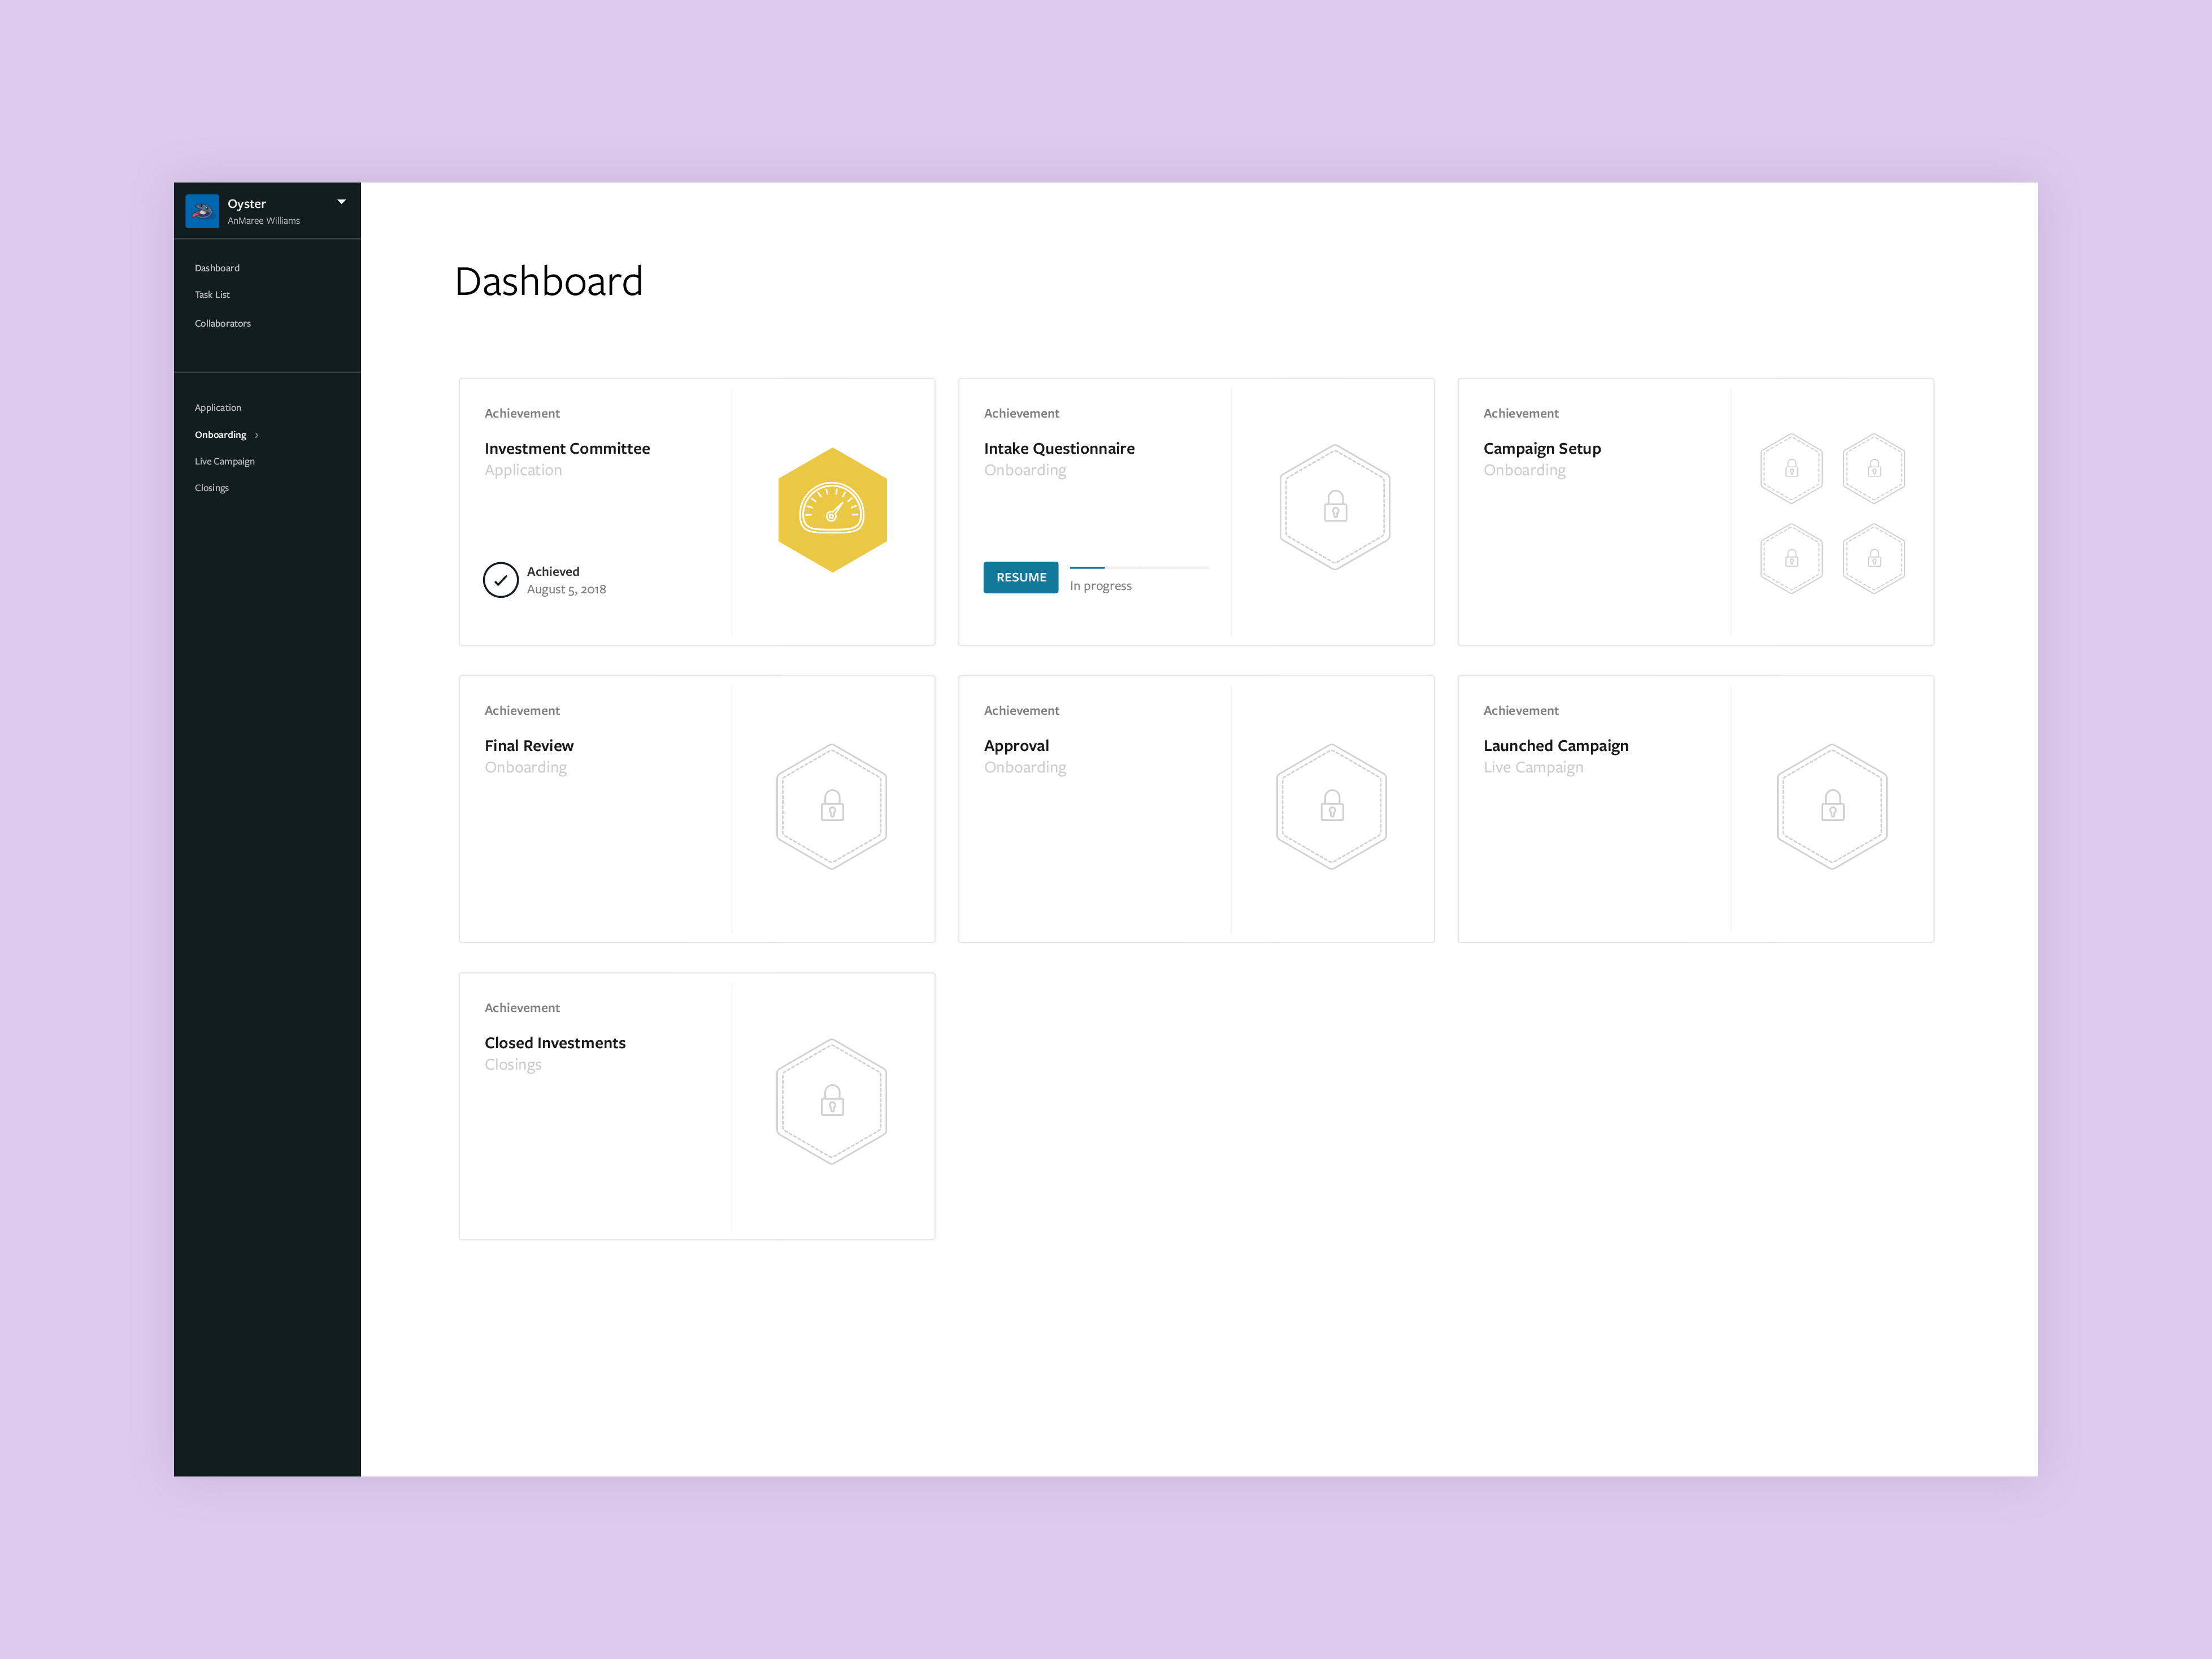 Oyster
AnMaree Williams
Dashboard
Task List
Collaborators
Application
Onboarding
Live Campaign
Closings
Dashboard
Achievement
Investment Committee
Application
Achieved
August 5, 2018
Achievement
Intake Questionnaire
Onboarding
RESUME
In progress
Achievement
Campaign Setup
Onboarding
Achievement
Final Review
Onboarding
Achievement
Approval
Onboarding
Achievement
Launched Campaign
Live Campaign
Achievement
Closed Investments
Closings